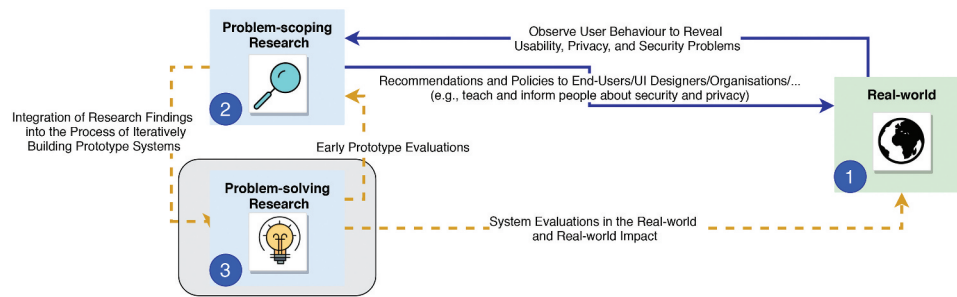 Problem-scoping
Research
2
Observe User Behaviour to Reveal
Usability, Privacy, and Security Problems
Recommendations and Policies to End-Users/UI Designers/Organisations/...
(e.g., teach and inform people about security and privacy)
Real-world
1
Integration of Research Findings
into the Process of Iteratively
Building Prototype Systems
Early Prototype Evaluations
Problem-solving
Research
3
System Evaluations in the Real-world
and Real-world Impact